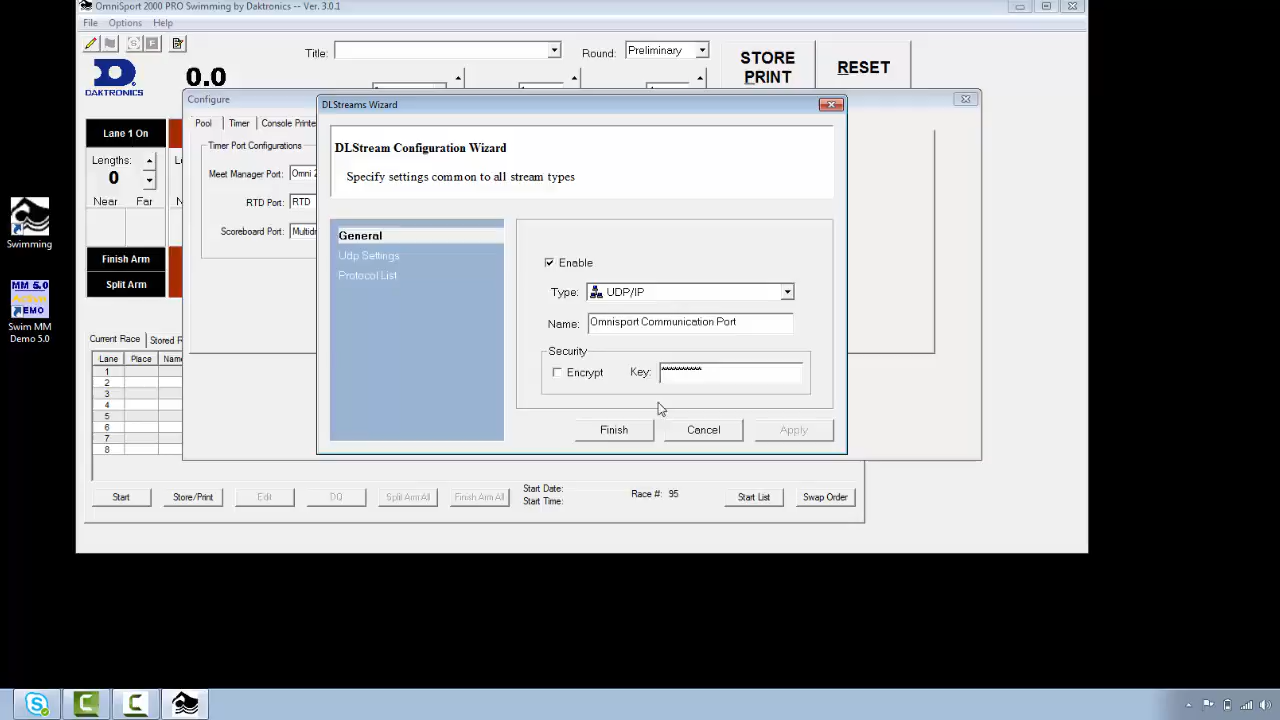 OmniSport 2000 PRO Swimming by Daktronics -- Ver. 3.0.1
File Options Help
Title:
Round: Preliminary
STORE
PRINT
RESET
DAKTRONICS
0.0
Configure
Pool Timer Console Printe
Timer Port Configurations
Meet Manager Port: Omni 2
RTD Port: RTD
Scoreboard Port: Multidr
Lane 1 On
Lengths:
0
Near Far
Finish Arm
Split Arm
DLStreams Wizard
DLStream Configuration Wizard
Specify settings common to all stream types
General
Udp Settings
Protocol List
Enable
Type: UDP/IP
Name: Omnisport Communication Port
Security
Encrypt Key: **********
Finish Cancel Apply
Swimming
MM 5.0
Swim MM
Demo 5.0
Current Race Stored R
Lane Place Name
1
2
3
4
5
6
7
8
Start Store/Print Edit DQ Split Arm All Finish Arm All
Start Date:
Start Time:
Race #: 95
Start List Swap Order